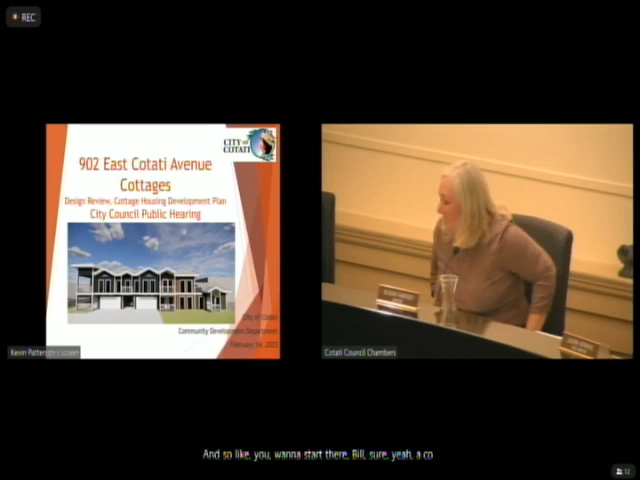 REC
CITY OF
COTATI
902 East Cotati Avenue
Cottages
Design Review, Cottage Housing Development Plan
City Council Public Hearing
City of Cotati
Community Development Department
Kevin Patterson's screen
Cotati Council Chambers
And so like, you, wanna start there, Bill, sure, yeah, a co